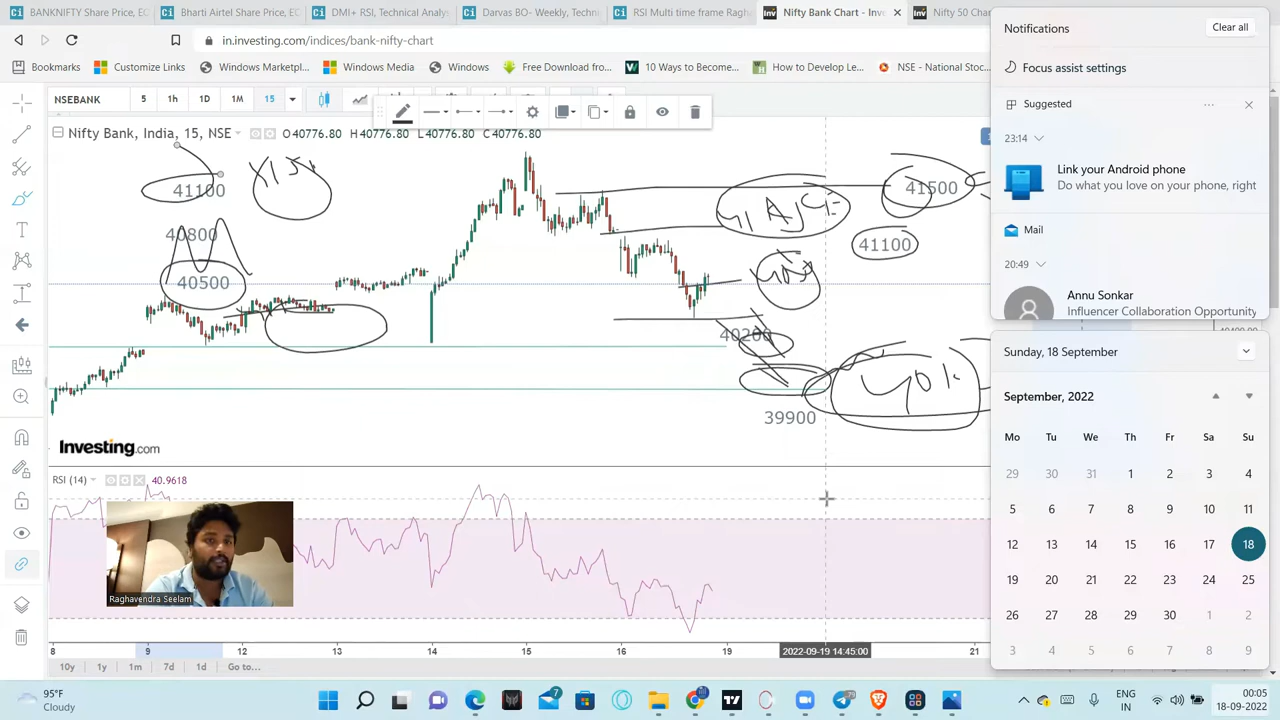 BANKNIFTY Share Price, EC
Bharti Airtel Share Price, EC
DMI+ RSI, Technical Analys
Darvas BO- Weekly, Techn
RSI Multi time frame Ragh
Nifty Bank Chart - Inve
Nifty 50 Chart
in.investing.com/indices/bank-nifty-chart
Bookmarks
Customize Links
Windows Marketpl...
Windows Media
Windows
Free Download fro...
10 Ways to Become...
How to Develop Le...
NSE - National Stoc...
NSEBANK
5
1h
1D
1M
15
Nifty Bank, India, 15, NSE
O40776.80 H40776.80 L40776.80 C40776.80
41100
40800
40500
41500
41100
40200
39900
Investing.com
RSI (14)
40.9618
Raghavendra Seelam
8 9 12 13 14 15 16 19 2022-09-19 14:45:00 21
10y 1y 1m 7d 1d Go to...
Notifications
Clear all
Focus assist settings
Suggested
23:14
Link your Android phone
Do what you love on your phone, right
Mail
20:49
Annu Sonkar
Influencer Collaboration Opportunity
Sunday, 18 September
September, 2022
Mo Tu We Th Fr Sa Su
29 30 31 1 2 3 4
5 6 7 8 9 10 11
12 13 14 15 16 17 18
19 20 21 22 23 24 25
26 27 28 29 30 1 2
3 4 5 6 7 8 9
95°F
Cloudy
ENG
IN
00:05
18-09-2022